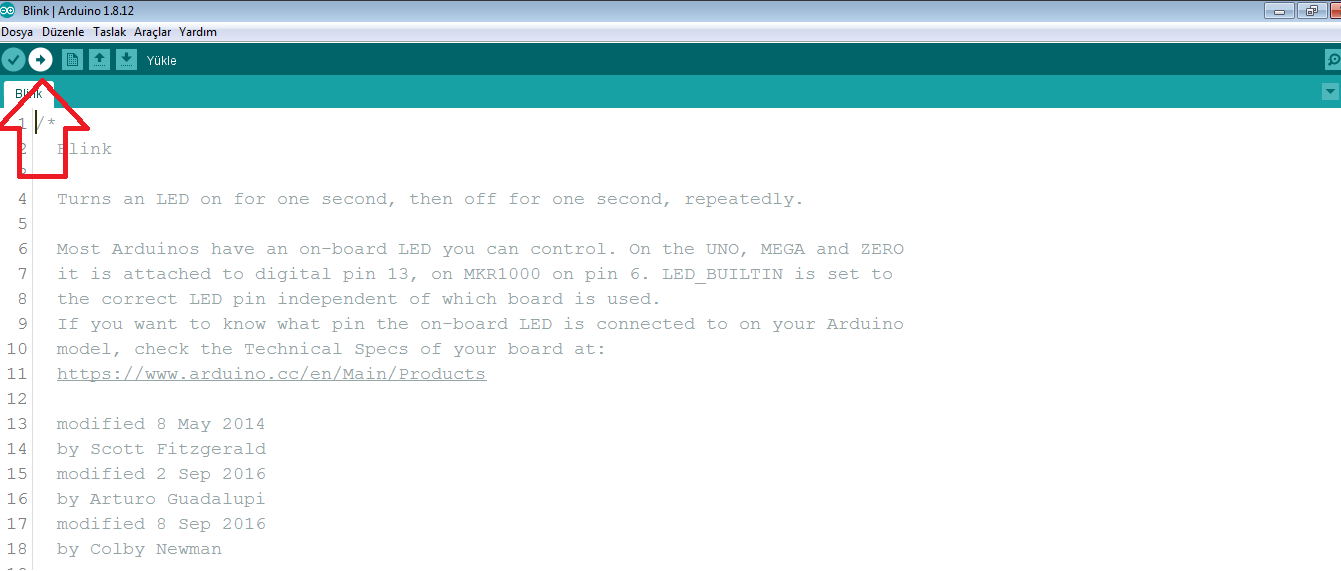 Blink | Arduino 1.8.12
Dosya Düzenle Taslak Araçlar Yardım
Yükle
Blink
1 /*
2 Blink
3
4 Turns an LED on for one second, then off for one second, repeatedly.
5
6 Most Arduinos have an on-board LED you can control. On the UNO, MEGA and ZERO
7 it is attached to digital pin 13, on MKR1000 on pin 6. LED_BUILTIN is set to
8 the correct LED pin independent of which board is used.
9 If you want to know what pin the on-board LED is connected to on your Arduino
10 model, check the Technical Specs of your board at:
11 https://www.arduino.cc/en/Main/Products
12
13 modified 8 May 2014
14 by Scott Fitzgerald
15 modified 2 Sep 2016
16 by Arturo Guadalupi
17 modified 8 Sep 2016
18 by Colby Newman